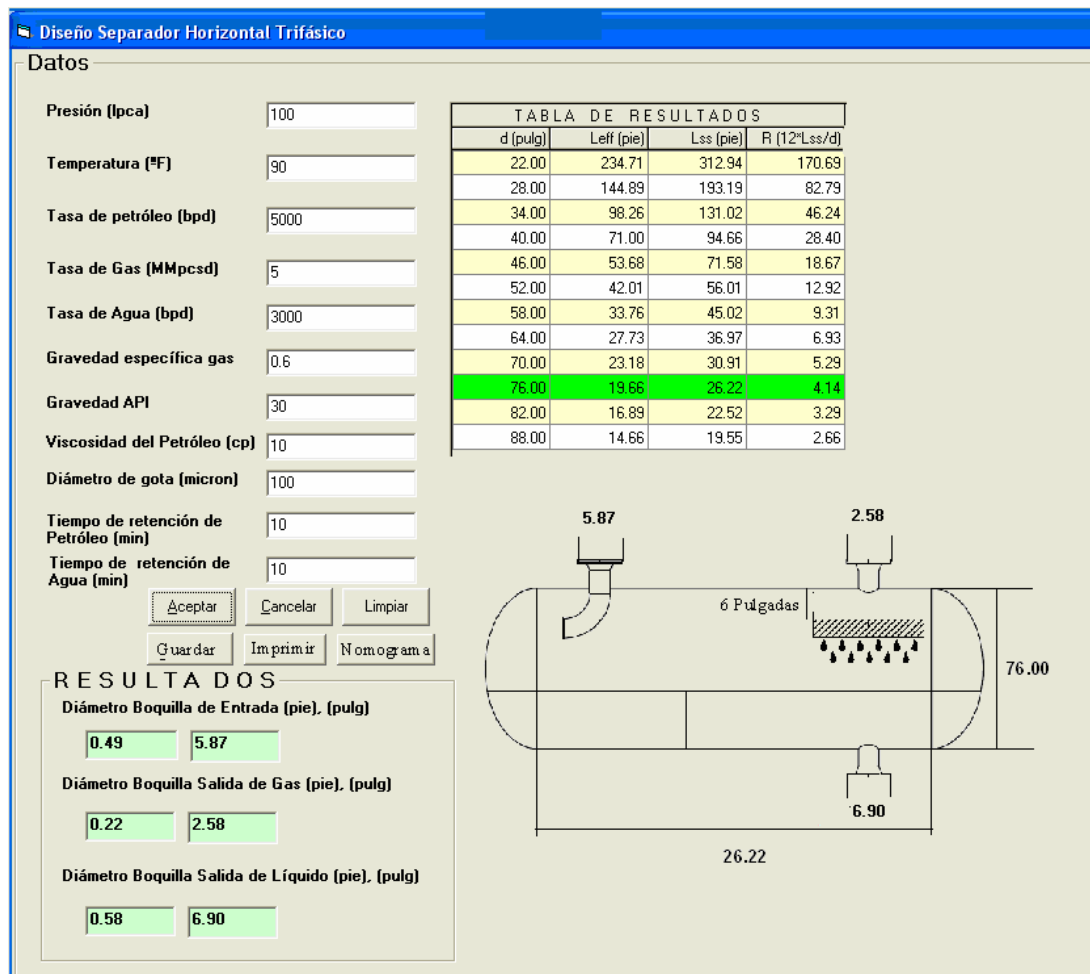 Diseño Separador Horizontal Trifásico
Datos
Presión (lpca) 100
Temperatura (ºF) 90
Tasa de petróleo (bpd) 5000
Tasa de Gas (MMpcsd) 5
Tasa de Agua (bpd) 3000
Gravedad específica gas 0.6
Gravedad API 30
Viscosidad del Petróleo (cp) 10
Diámetro de gota (micron) 100
Tiempo de retención de
Petróleo (min) 10
Tiempo de retención de
Agua (min) 10
Aceptar Cancelar Limpiar
Guardar Imprimir Nomograma
TABLA DE RESULTADOS
d (pulg) Leff (pie) Lss (pie) R (12*Lss/d)
22.00 234.71 312.94 170.69
28.00 144.89 193.19 82.79
34.00 98.26 131.02 46.24
40.00 71.00 94.66 28.40
46.00 53.68 71.58 18.67
52.00 42.01 56.01 12.92
58.00 33.76 45.02 9.31
64.00 27.73 36.97 6.93
70.00 23.18 30.91 5.29
76.00 19.66 26.22 4.14
82.00 16.89 22.52 3.29
88.00 14.66 19.55 2.66
RESULTADOS
Diámetro Boquilla de Entrada (pie), (pulg)
0.49 5.87
Diámetro Boquilla Salida de Gas (pie), (pulg)
0.22 2.58
Diámetro Boquilla Salida de Líquido (pie), (pulg)
0.58 6.90
5.87 2.58
6 Pulgadas
76.00
6.90
26.22